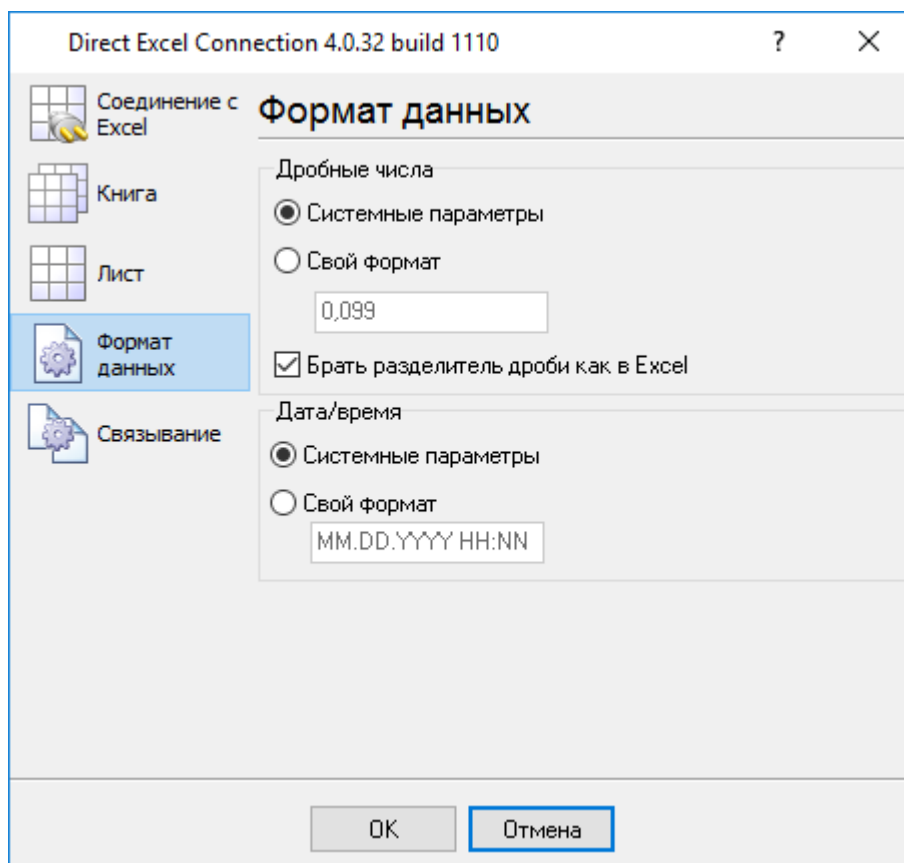 Direct Excel Connection 4.0.32 build 1110
?
Соединение с
Excel
Книга
Лист
Формат
данных
Связывание
Формат данных
Дробные числа
Системные параметры
Свой формат
0,099
Брать разделитель дроби как в Excel
Дата/время
Системные параметры
Свой формат
MM.DD.YYYY HH:NN
OK
Отмена